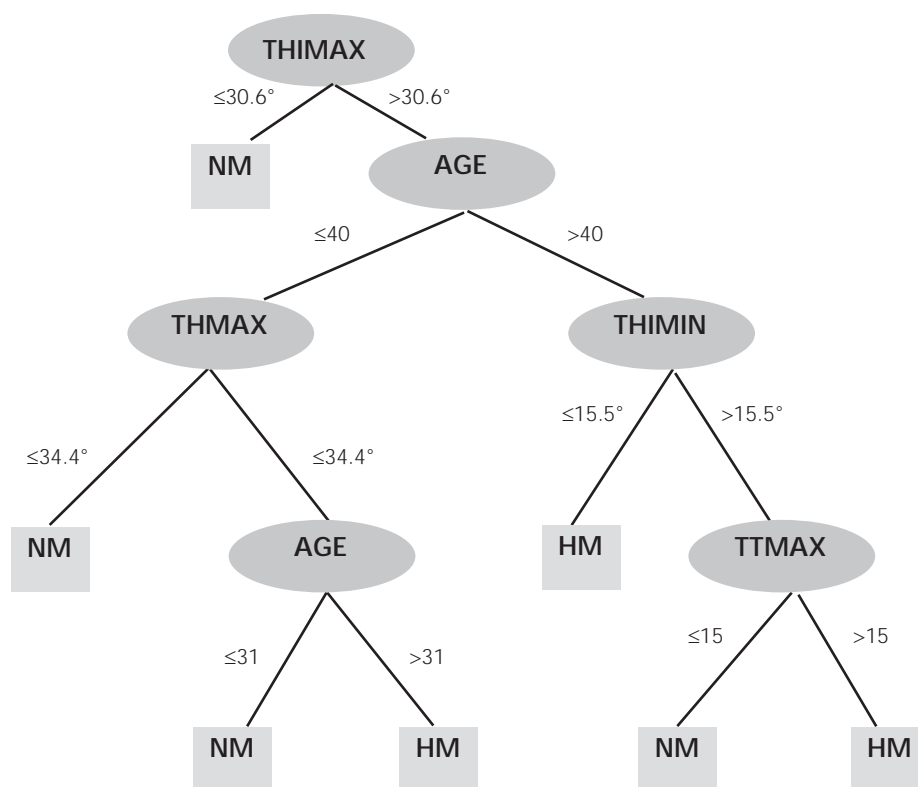 THIMAX
≤30.6° >30.6°
NM AGE
≤40 >40
THMAX THIMIN
≤15.5° >15.5°
≤34.4° ≤34.4°
NM AGE HM TTMAX
≤31 >31 ≤15 >15
NM HM NM HM